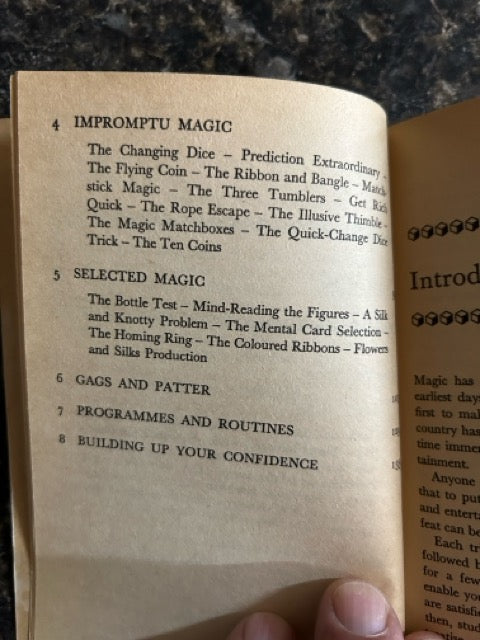 4 IMPROMPTU MAGIC
The Changing Dice – Prediction Extraordinary –
The Flying Coin – The Ribbon and Bangle – Match-
stick Magic – The Three Tumblers – Get Rich
Quick – The Rope Escape – The Illusive Thimble –
The Magic Matchboxes – The Quick-Change Dice
Trick – The Ten Coins
5 SELECTED MAGIC
The Bottle Test – Mind-Reading the Figures – A Silk
and Knotty Problem – The Mental Card Selection –
The Homing Ring – The Coloured Ribbons – Flowers
and Silks Production
6 GAGS AND PATTER
7 PROGRAMMES AND ROUTINES
8 BUILDING UP YOUR CONFIDENCE
Introd
Magic has
earliest days
first to ma
country has
time imme
tainment.
Anyone
that to put
and enterta
feat can be
Each tr
followed b
for a few
enable yo
are satisfie
then, stud